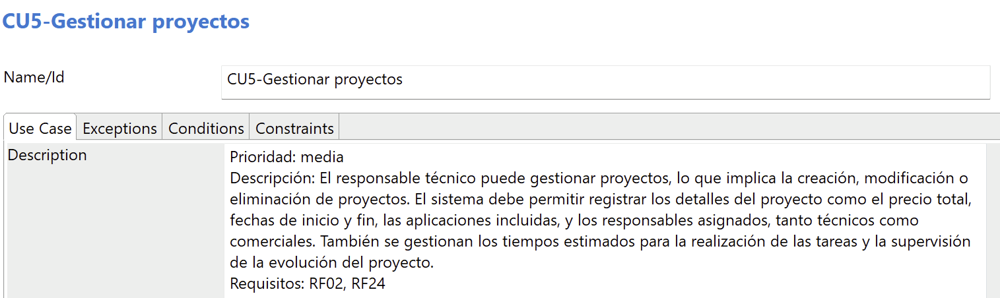 CU5-Gestionar proyectos
Name/Id
CU5-Gestionar proyectos
Use Case Exceptions Conditions Constraints
Description
Prioridad: media
Descripción: El responsable técnico puede gestionar proyectos, lo que implica la creación, modificación o
eliminación de proyectos. El sistema debe permitir registrar los detalles del proyecto como el precio total,
fechas de inicio y fin, las aplicaciones incluidas, y los responsables asignados, tanto técnicos como
comerciales. También se gestionan los tiempos estimados para la realización de las tareas y la supervisión
de la evolución del proyecto.
Requisitos: RF02, RF24